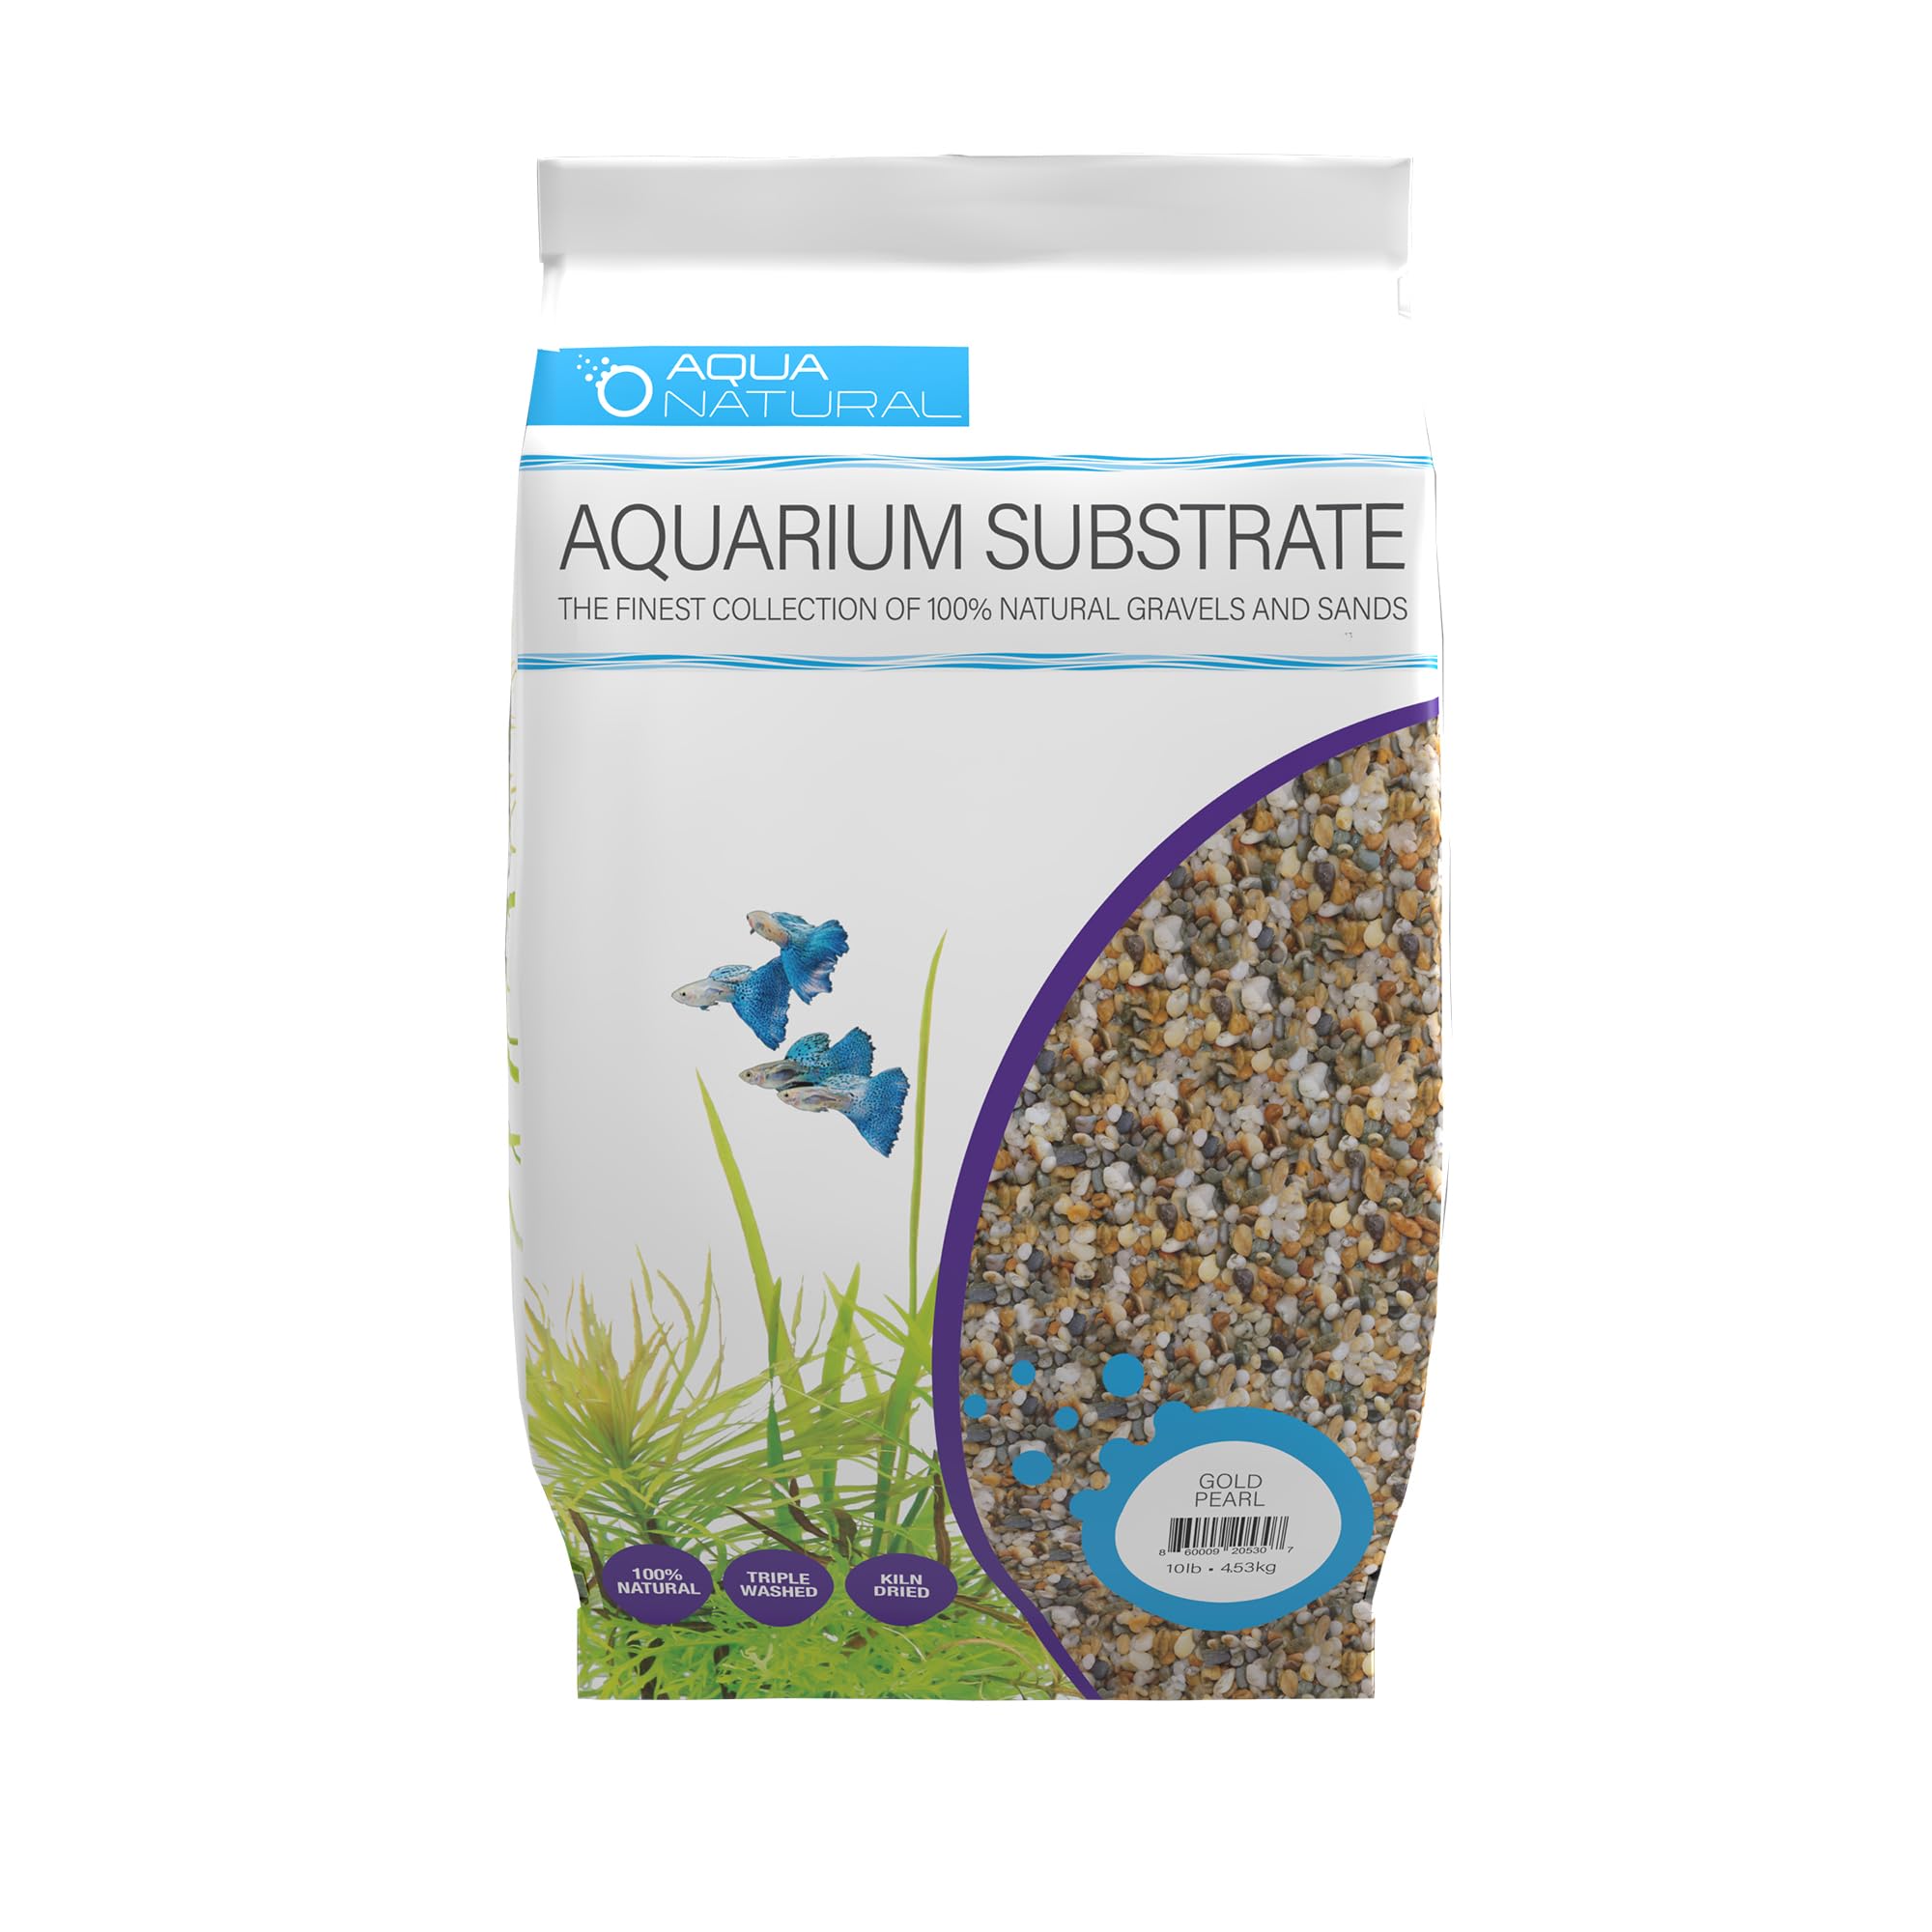 AQUA
NATURAL
AQUARIUM SUBSTRATE
THE FINEST COLLECTION OF 100% NATURAL GRAVELS AND SANDS
GOLD
PEARL
8 60009 20530 7
10lb • 4.53kg
100%
NATURAL
TRIPLE
WASHED
KILN
DRIED